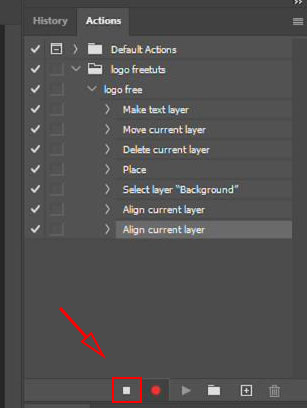 History Actions
Default Actions
logo freetuts
logo free
Make text layer
Move current layer
Delete current layer
Place
Select layer “Background”
Align current layer
Align current layer